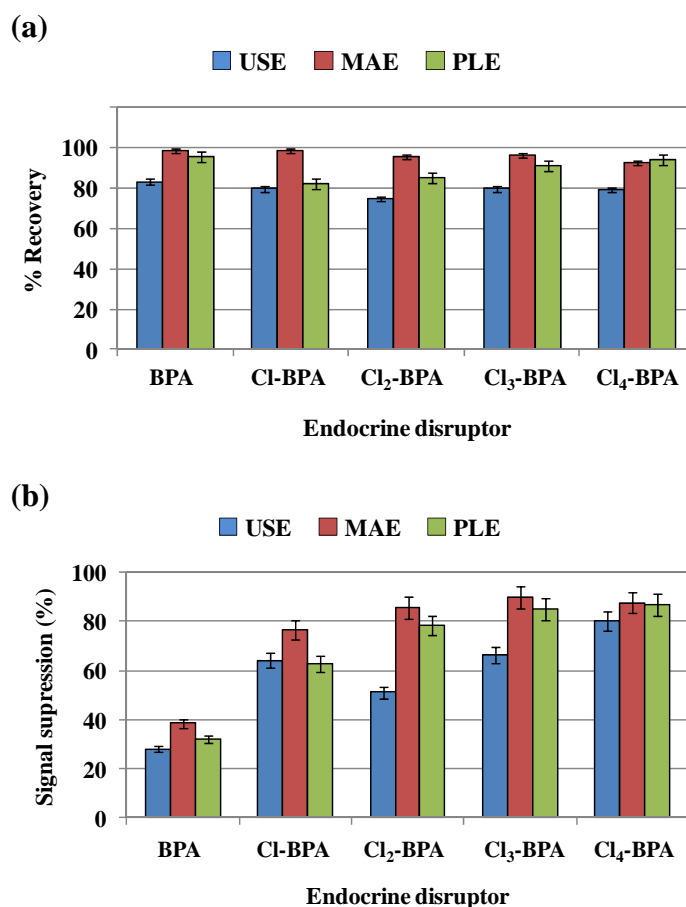 (a)
USE MAE PLE
100
80
60
40
20
0
% Recovery
BPA Cl-BPA Cl₂-BPA Cl₃-BPA Cl₄-BPA
Endocrine disruptor
(b)
USE MAE PLE
100
80
60
40
20
0
Signal supression (%)
BPA Cl-BPA Cl₂-BPA Cl₃-BPA Cl₄-BPA
Endocrine disruptor